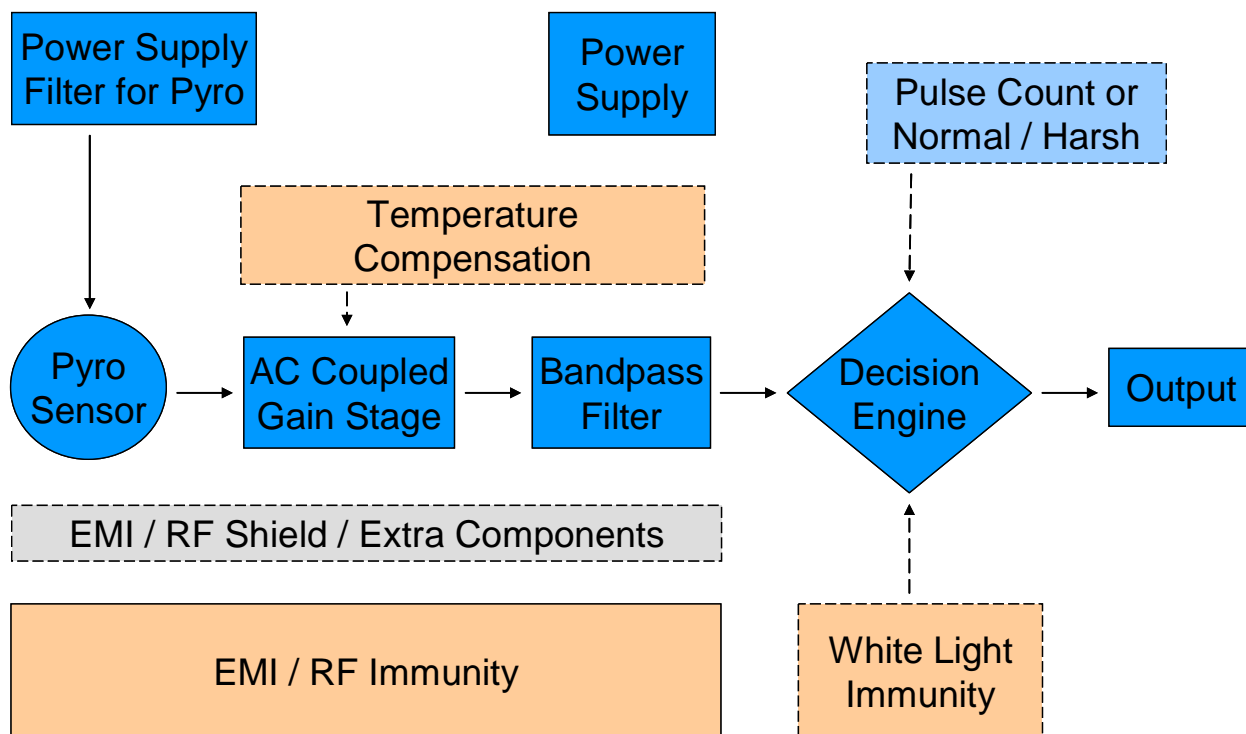 Power Supply
Filter for Pyro
Power
Supply
Pulse Count or
Normal / Harsh
Temperature
Compensation
Pyro
Sensor
AC Coupled
Gain Stage
Bandpass
Filter
Decision
Engine
Output
EMI / RF Shield / Extra Components
EMI / RF Immunity
White Light
Immunity